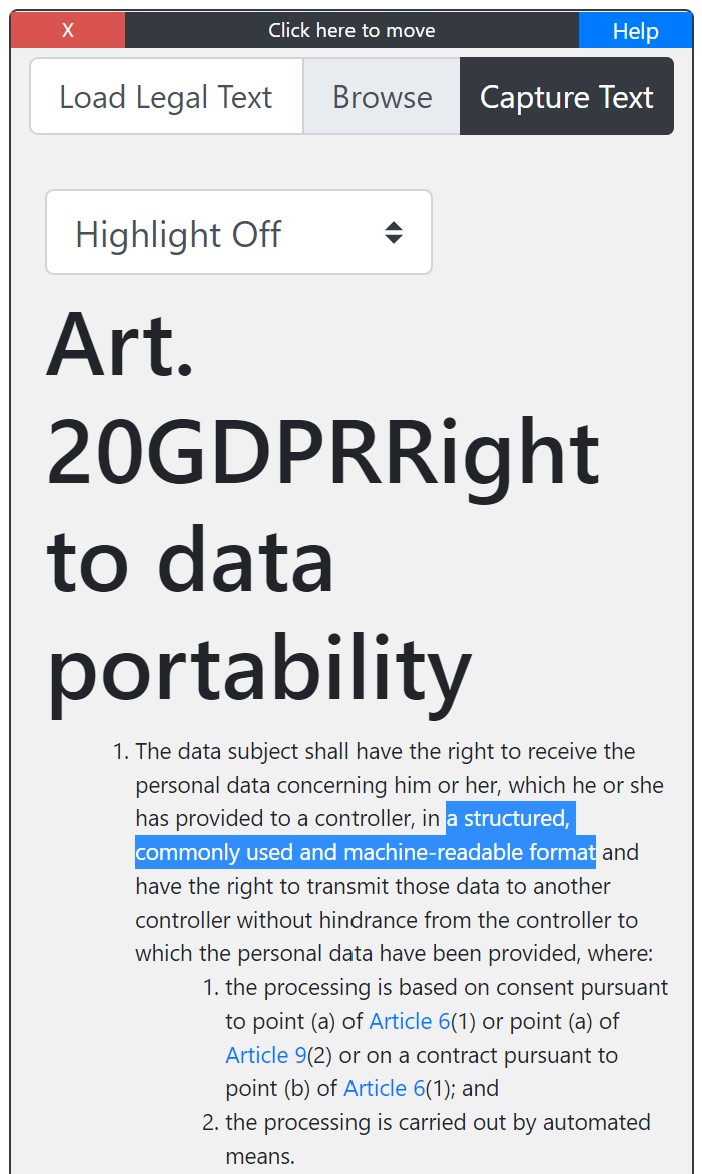 X Click here to move Help
Load Legal Text Browse Capture Text
Highlight Off
Art.
20GDPRRight
to data
portability
1. The data subject shall have the right to receive the
personal data concerning him or her, which he or she
has provided to a controller, in a structured,
commonly used and machine-readable format and
have the right to transmit those data to another
controller without hindrance from the controller to
which the personal data have been provided, where:
1. the processing is based on consent pursuant
to point (a) of Article 6(1) or point (a) of
Article 9(2) or on a contract pursuant to
point (b) of Article 6(1); and
2. the processing is carried out by automated
means.